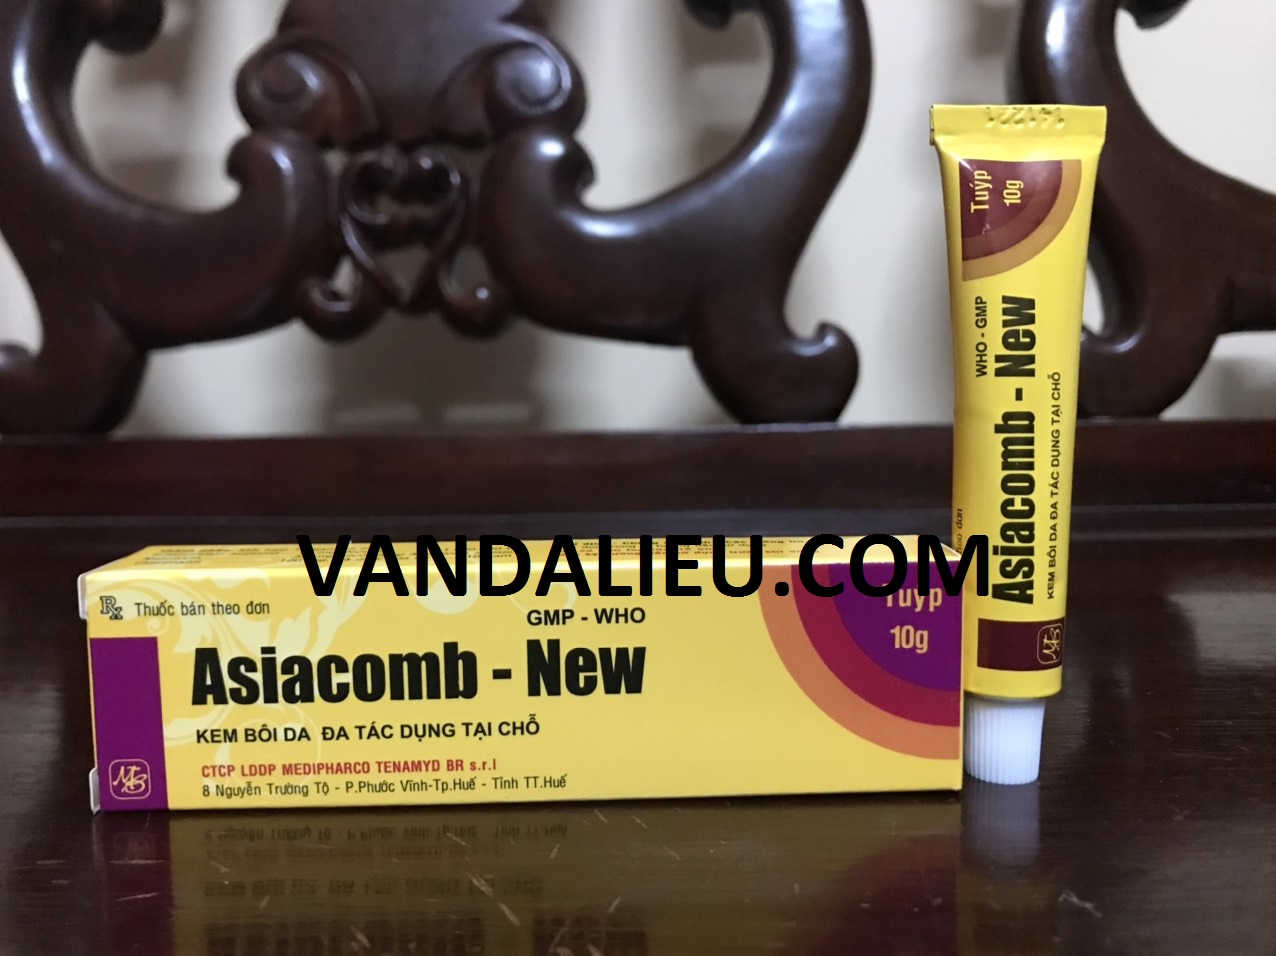 VANDALIEU.COM
Rx Thuốc bán theo đơn
GMP - WHO
Asiacomb - New
KEM BÔI DA ĐA TÁC DỤNG TẠI CHỖ
CTCP LDDP MEDIPHARCO TENAMYD BR s.r.l
8 Nguyễn Trường Tộ - P.Phước Vĩnh-Tp.Huế - Tỉnh TT.Huế
Tuýp
10g
141221
Tuýp
10g
WHO - GMP
Asiacomb - New
KEM BÔI DA ĐA TÁC DỤNG TẠI CHỖ